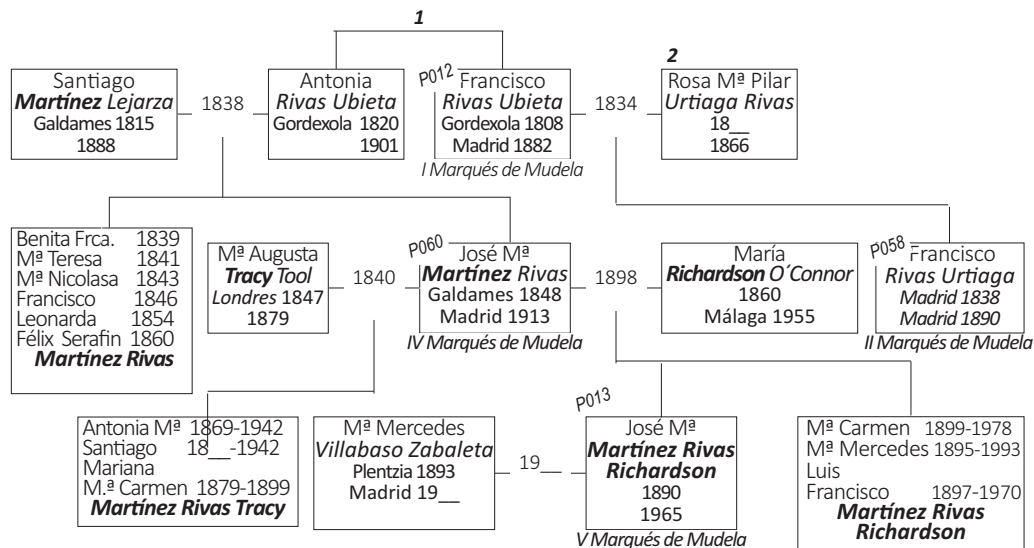 1
2
Santiago
Martínez Lejarza
Galdames 1815
1888
1838
Antonia
Rivas Ubieta
Gordexola 1820
1901
P012
Francisco
Rivas Ubieta
Gordexola 1808
Madrid 1882
I Marqués de Mudela
1834
Rosa Mª Pilar
Urtiaga Rivas
18__
1866
Benita Frca. 1839
Mª Teresa 1841
Mª Nicolasa 1843
Francisco 1846
Leonarda 1854
Félix Serafin 1860
Martínez Rivas
Mª Augusta
Tracy Tool
Londres 1847
1879
1840
P060
José Mª
Martínez Rivas
Galdames 1848
Madrid 1913
IV Marqués de Mudela
1898
María
Richardson O´Connor
1860
Málaga 1955
P058
Francisco
Rivas Urtiaga
Madrid 1838
Madrid 1890
II Marqués de Mudela
Antonia Mª 1869-1942
Santiago 18__-1942
Mariana
M.ª Carmen 1879-1899
Martínez Rivas Tracy
Mª Mercedes
Villabaso Zabaleta
Plentzia 1893
Madrid 19__
19__
P013
José Mª
Martínez Rivas
Richardson
1890
1965
V Marqués de Mudela
Mª Carmen 1899-1978
Mª Mercedes 1895-1993
Luis
Francisco 1897-1970
Martínez Rivas
Richardson